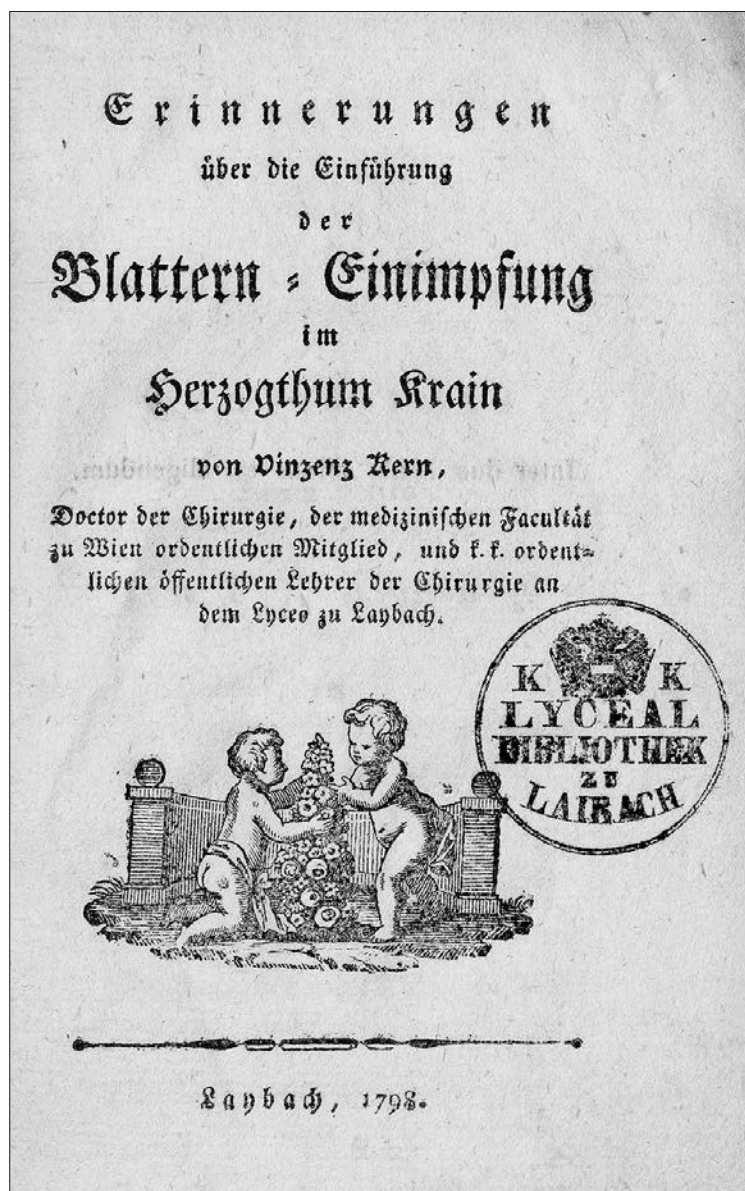 Erinnerungen
über die Einführung
der
Blattern = Einimpfung
im
Herzogthum Krain
von Vinzenz Kern,
Doctor der Chirurgie, der medizinischen Facultät
zu Wien ordentlichen Mitglied, und k. k. ordent=
lichen öffentlichen Lehrer der Chirurgie an
dem Lyceo zu Laybach.
K K
LYCEAL
BIBLIOTHEK
ZU
LAIBACH
Laybach, 1798.